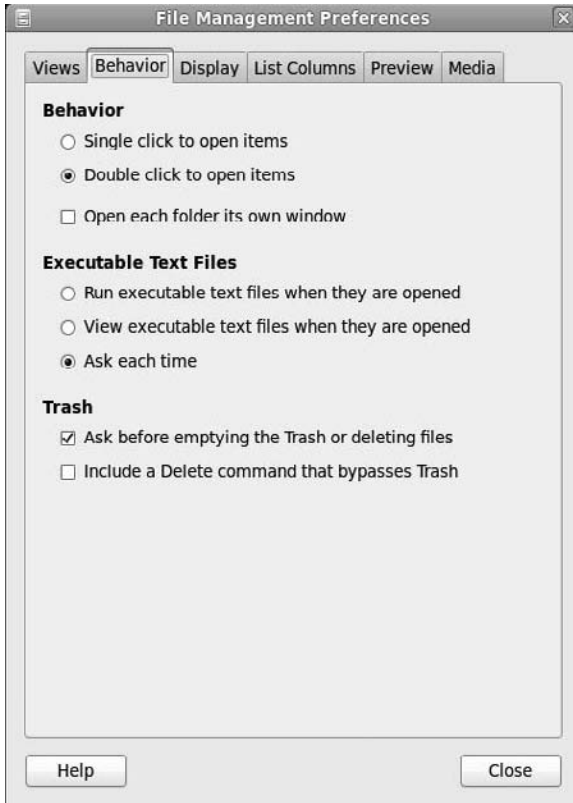 File Management Preferences
Views Behavior Display List Columns Preview Media
Behavior
Single click to open items
Double click to open items
Open each folder its own window
Executable Text Files
Run executable text files when they are opened
View executable text files when they are opened
Ask each time
Trash
Ask before emptying the Trash or deleting files
Include a Delete command that bypasses Trash
Help Close